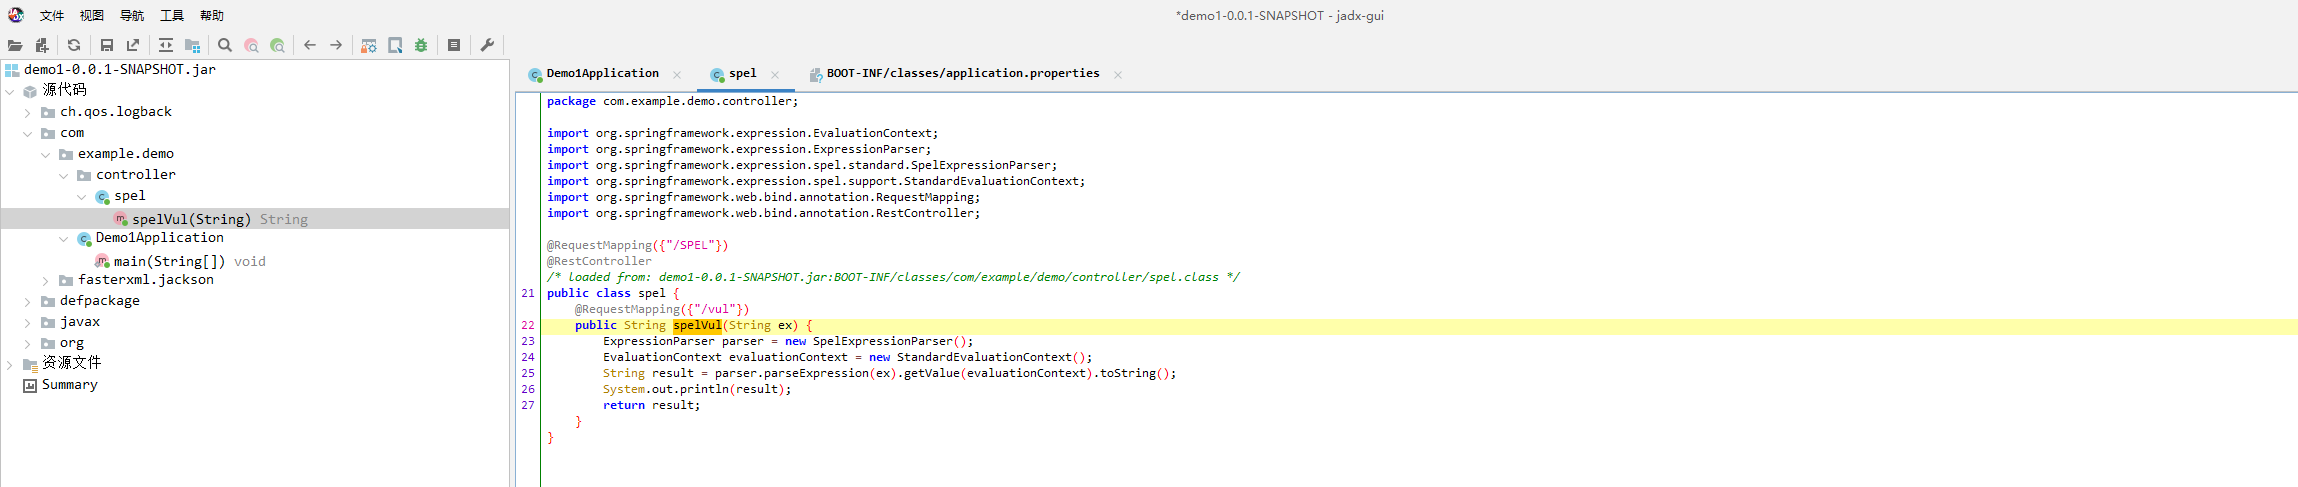 文件 视图 导航 工具 帮助
*demo1-0.0.1-SNAPSHOT - jadx-gui
demo1-0.0.1-SNAPSHOT.jar
源代码
ch.qos.logback
com
example.demo
controller
spel
spelVul(String) String
Demo1Application
main(String[]) void
fasterxml.jackson
defpackage
javax
org
资源文件
Summary
Demo1Application
spel
BOOT-INF/classes/application.properties
package com.example.demo.controller;
import org.springframework.expression.EvaluationContext;
import org.springframework.expression.ExpressionParser;
import org.springframework.expression.spel.standard.SpelExpressionParser;
import org.springframework.expression.spel.support.StandardEvaluationContext;
import org.springframework.web.bind.annotation.RequestMapping;
import org.springframework.web.bind.annotation.RestController;
@RequestMapping({"/SPEL"})
@RestController
/* loaded from: demo1-0.0.1-SNAPSHOT.jar:BOOT-INF/classes/com/example/demo/controller/spel.class */
21 public class spel {
@RequestMapping({"/vul"})
22 public String spelVul(String ex) {
23 ExpressionParser parser = new SpelExpressionParser();
24 EvaluationContext evaluationContext = new StandardEvaluationContext();
25 String result = parser.parseExpression(ex).getValue(evaluationContext).toString();
26 System.out.println(result);
27 return result;
}
}